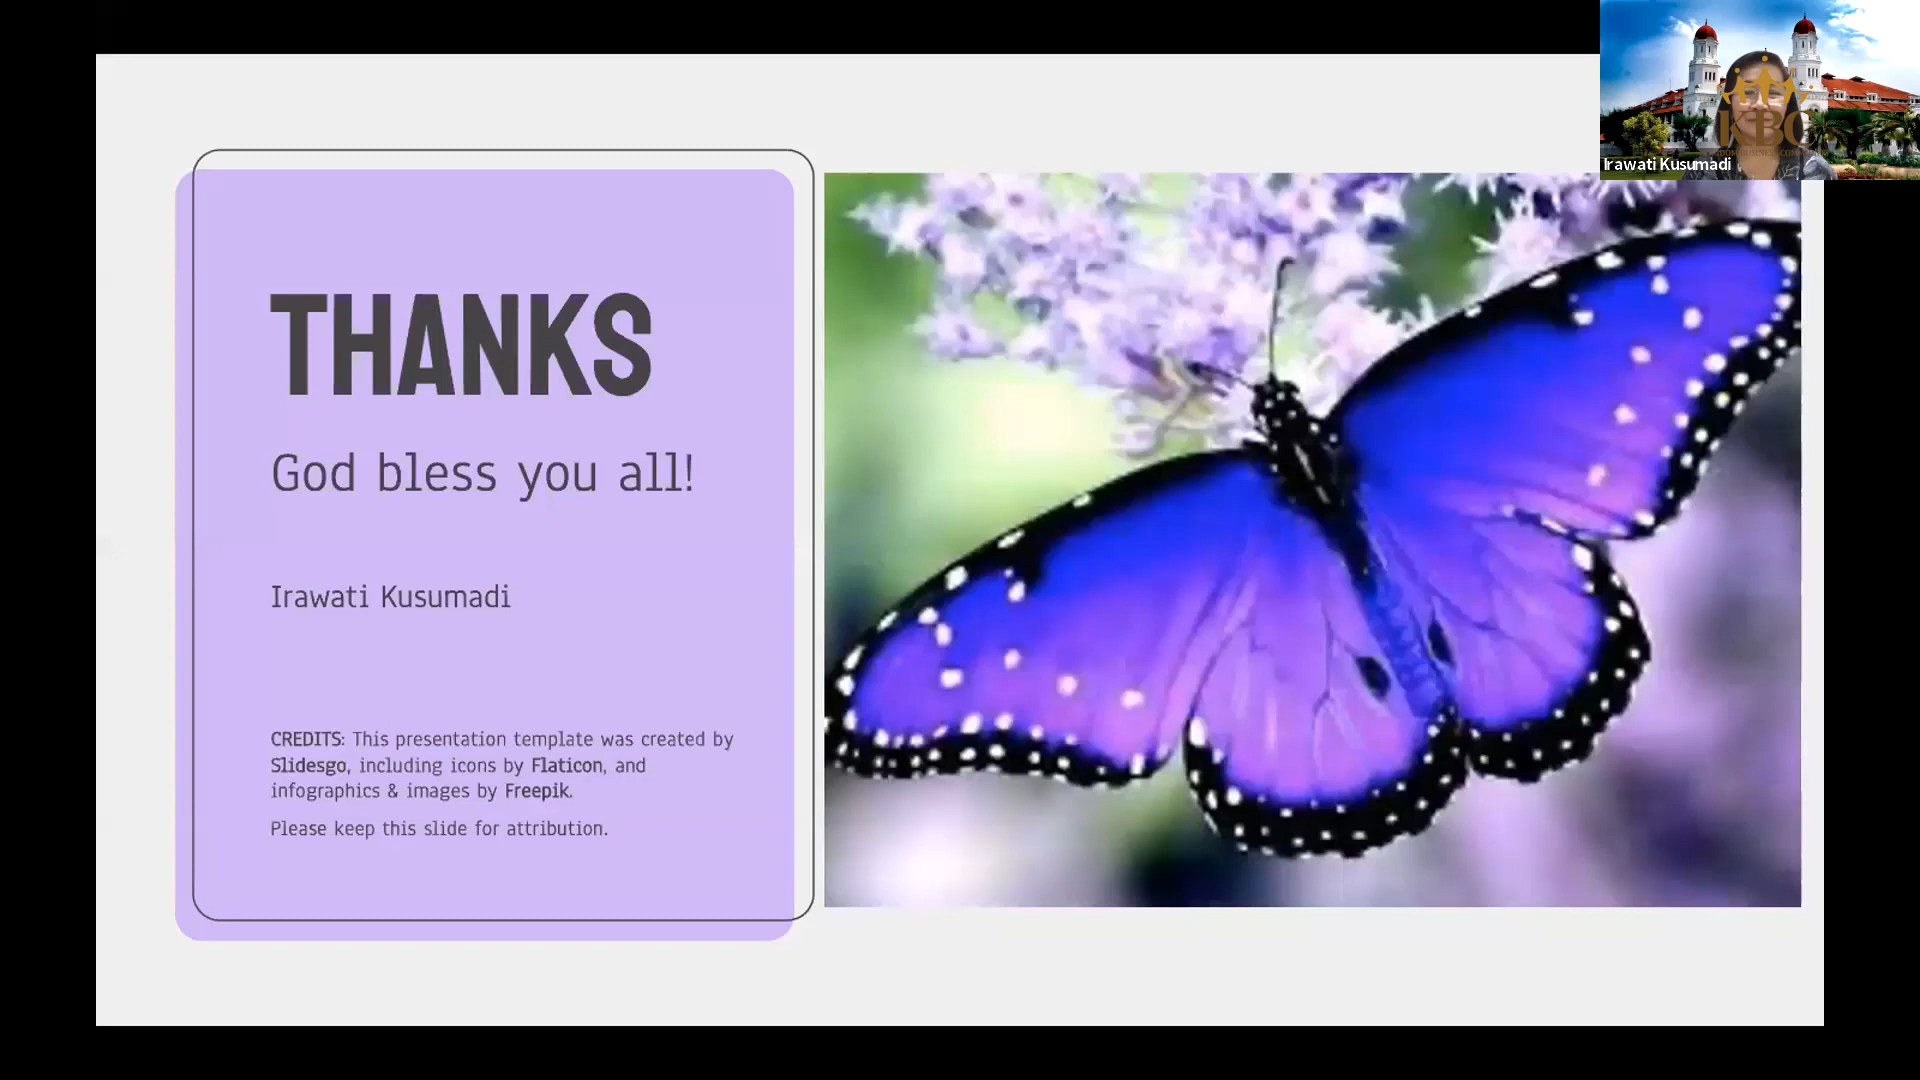 THANKS
God bless you all!
Irawati Kusumadi
CREDITS: This presentation template was created by
Slidesgo, including icons by Flaticon, and
infographics & images by Freepik.
Please keep this slide for attribution.
KBC
Irawati Kusumadi